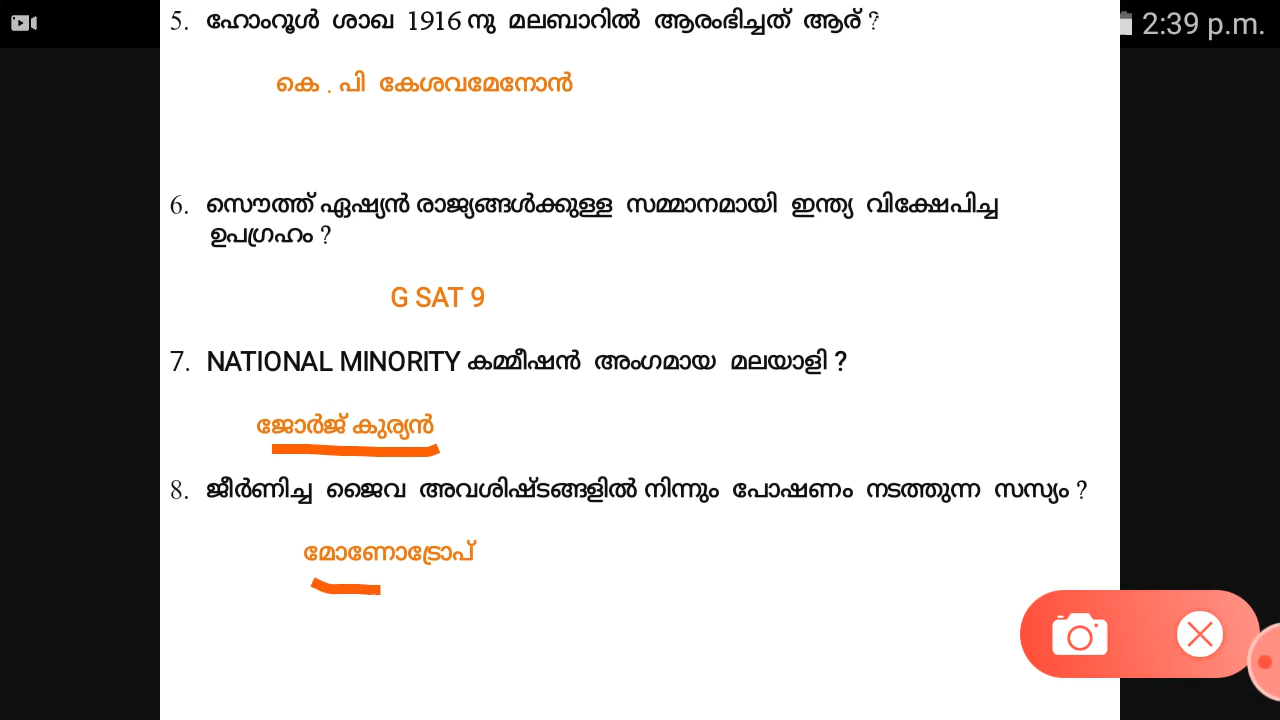 5. ഹോംറൂൾ ശാഖ 1916 നു മലബാറിൽ ആരംഭിച്ചത് ആര് ?
2:39 p.m.
കെ . പി കേശവമേനോൻ
6. സൌത്ത് ഏഷ്യൻ രാജ്യങ്ങൾക്കുള്ള സമ്മാനമായി ഇന്ത്യ വിക്ഷേപിച്ച
ഉപഗ്രഹം ?
G SAT 9
7. NATIONAL MINORITY കമ്മീഷൻ അംഗമായ മലയാളി ?
ജോർജ് കുര്യൻ
8. ജീർണിച്ച ജൈവ അവശിഷ്ടങ്ങളിൽ നിന്നും പോഷണം നടത്തുന്ന സസ്യം ?
മോണോട്രോപ്